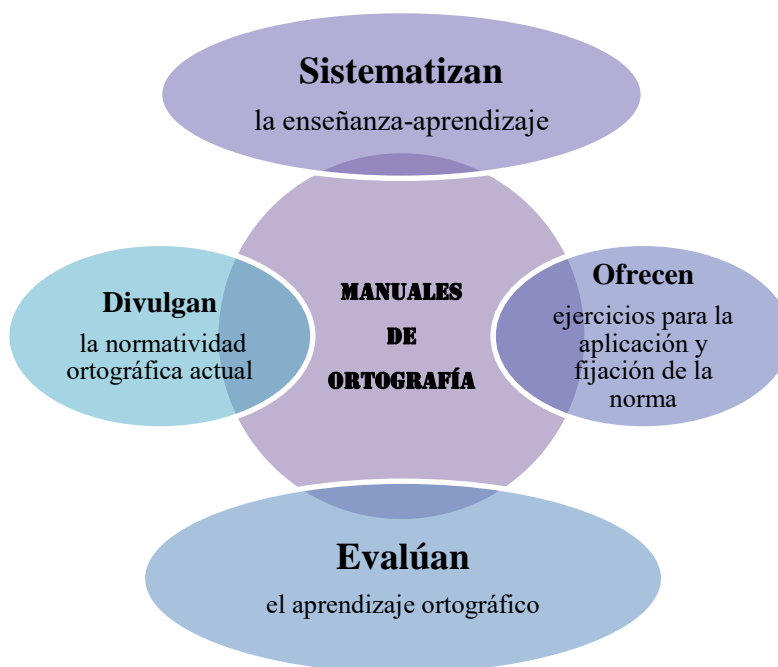 Sistematizan
la enseñanza-aprendizaje
Divulgan
la normatividad
ortográfica actual
MANUALES
DE
ORTOGRAFÍA
Ofrecen
ejercicios para la
aplicación y
fijación de la
norma
Evalúan
el aprendizaje ortográfico